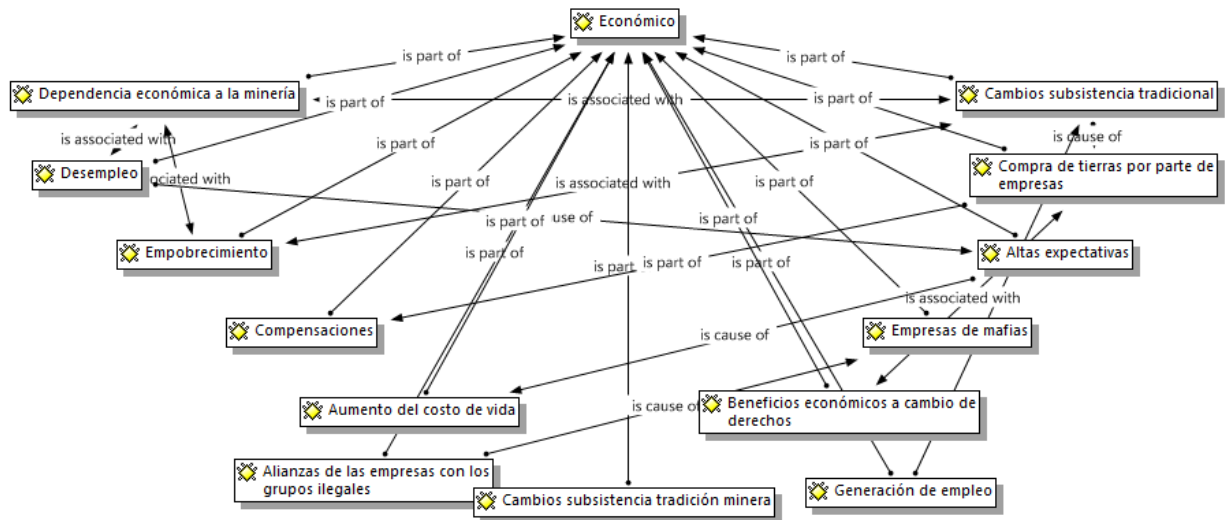 Económico
is part of
is part of
Dependencia económica a la minería
is part of
is associated with
is part of
Cambios subsistencia tradicional
is associated with
is part of
is part of
is cause of
Desempleo
ociated with
is part of
is associated with
is part of
Compra de tierras por parte de
empresas
is part of
use of
is part of
Empobrecimiento
is part of
is part of
Altas expectativas
is part
is part of
is associated with
Compensaciones
is cause of
Empresas de mafias
Aumento del costo de vida
is cause of
Beneficios económicos a cambio de
derechos
Alianzas de las empresas con los
grupos ilegales
Cambios subsistencia tradición minera
Generación de empleo